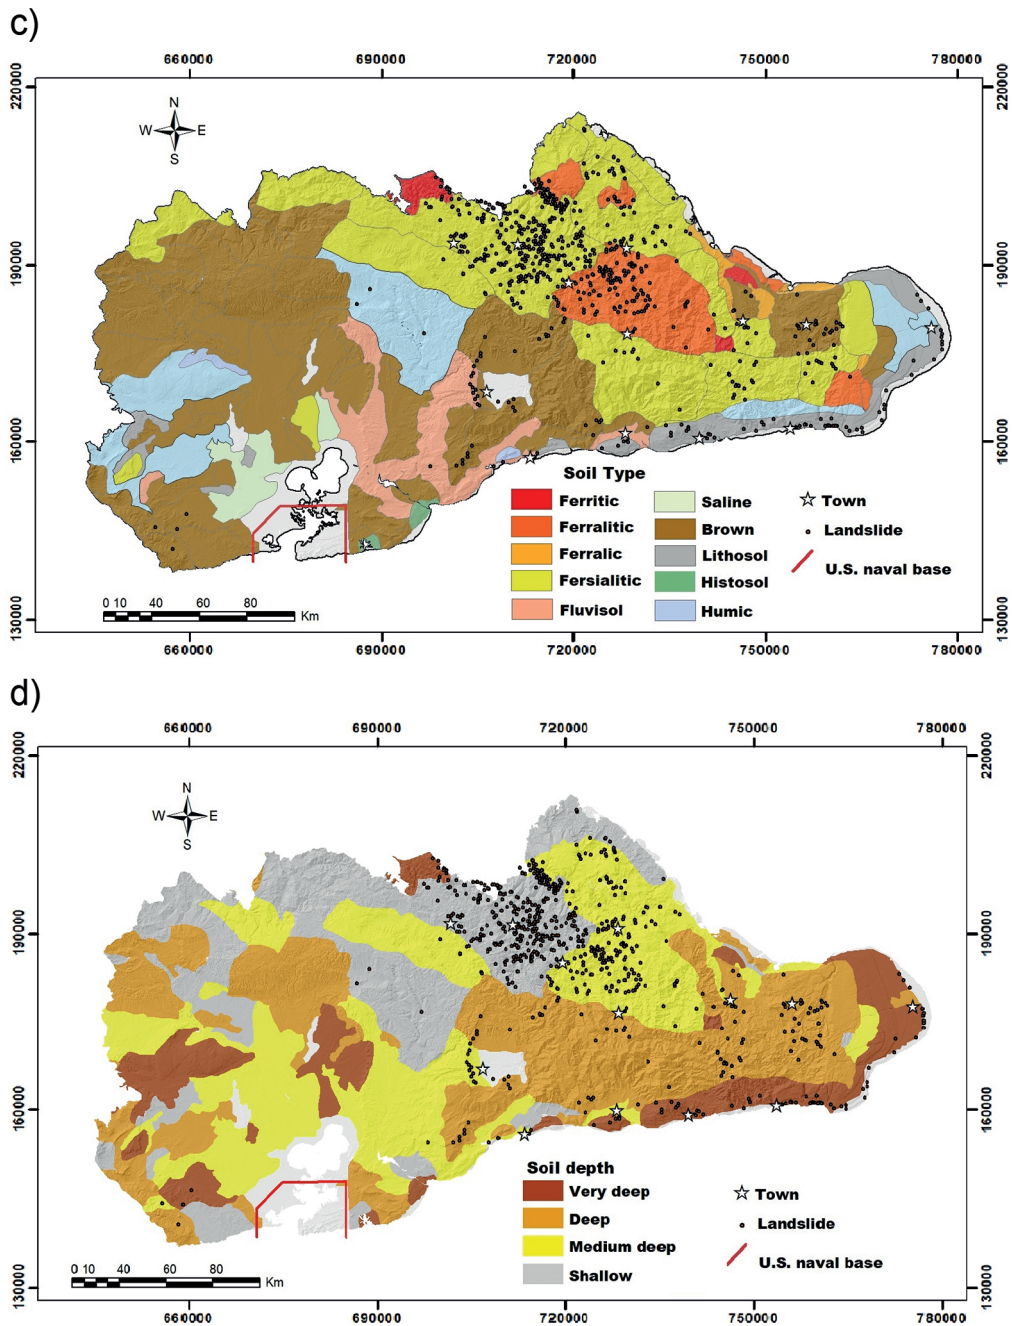 c)
660000 690000 720000 750000 780000
220000 220000
N
W E
S
190000 190000
160000 160000
Soil Type
Ferritic Saline Town
Ferralitic Brown Landslide
Ferralic Lithosol U.S. naval base
Fersialitic Histosol
Fluvisol Humic
0 10 40 60 80 Km
130000 130000
660000 690000 720000 750000 780000
d)
660000 690000 720000 750000 780000
220000 220000
N
W E
S
190000 190000
160000 160000
Soil depth
Very deep Town
Deep Landslide
Medium deep U.S. naval base
Shallow
0 10 40 60 80 Km
130000 130000
660000 690000 720000 750000 780000